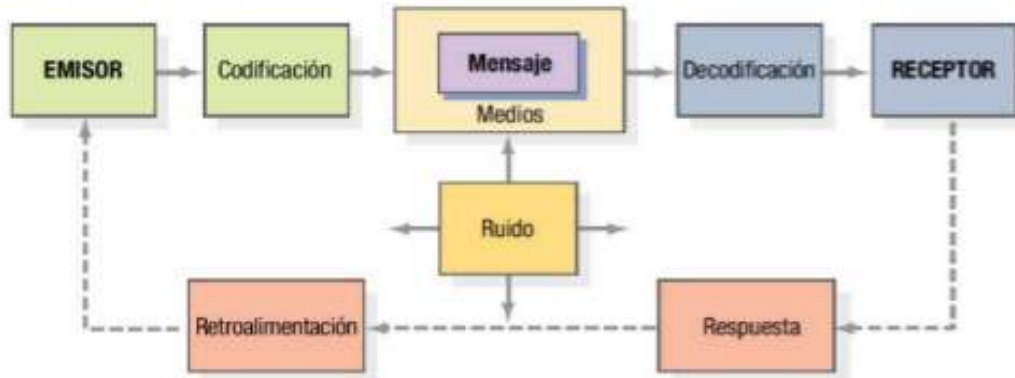 EMISOR
Codificación
Mensaje
Medios
Decodificación
RECEPTOR
Ruido
Retroalimentación
Respuesta